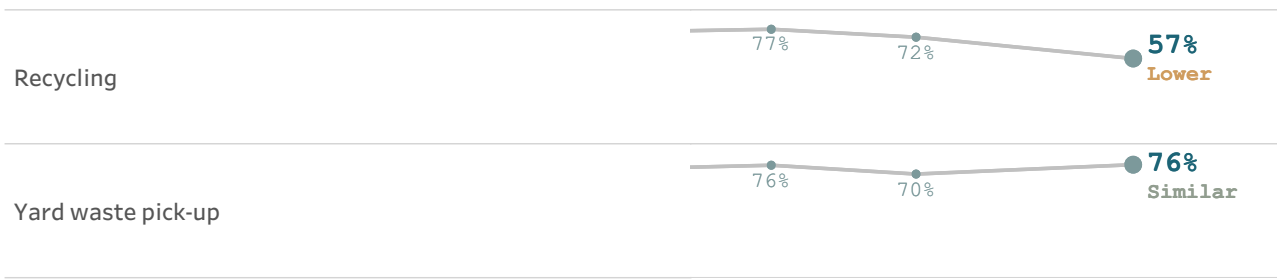 77%
72%
57%
Lower
Recycling
76%
70%
76%
Similar
Yard waste pick-up